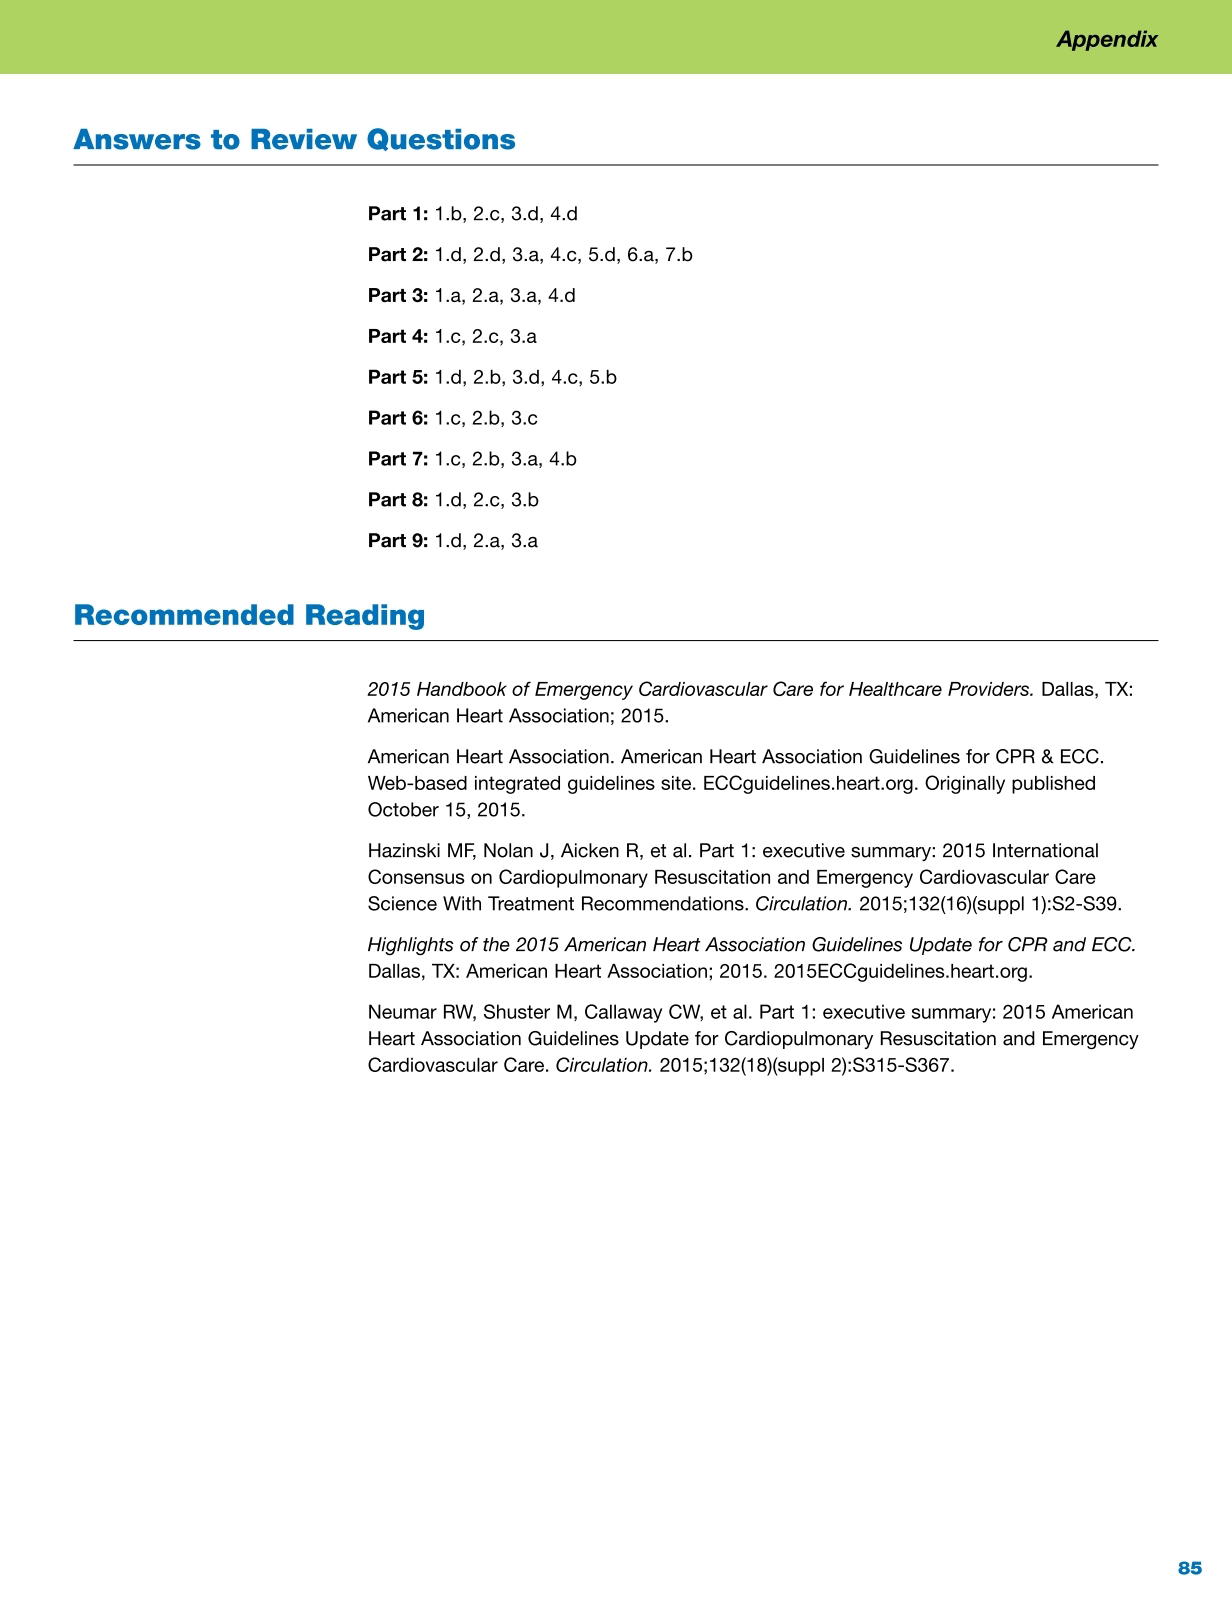 Appendix
Answers to Review Questions
Part 1: 1.b, 2.c, 3.d, 4.d
Part 2: 1.d, 2.d, 3.a, 4.c, 5.d, 6.a, 7.b
Part 3: 1.a, 2.a, 3.a, 4.d
Part 4: 1.c, 2.c, 3.a
Part 5: 1.d, 2.b, 3.d, 4.c, 5.b
Part 6: 1.c, 2.b, 3.c
Part 7: 1.c, 2.b, 3.a, 4.b
Part 8: 1.d, 2.c, 3.b
Part 9: 1.d, 2.a, 3.a
Recommended Reading
2015 Handbook of Emergency Cardiovascular Care for Healthcare Providers. Dallas, TX:
American Heart Association; 2015.
American Heart Association. American Heart Association Guidelines for CPR & ECC.
Web-based integrated guidelines site. ECCguidelines.heart.org. Originally published
October 15, 2015.
Hazinski MF, Nolan J, Aicken R, et al. Part 1: executive summary: 2015 International
Consensus on Cardiopulmonary Resuscitation and Emergency Cardiovascular Care
Science With Treatment Recommendations. Circulation. 2015;132(16)(suppl 1):S2-S39.
Highlights of the 2015 American Heart Association Guidelines Update for CPR and ECC.
Dallas, TX: American Heart Association; 2015. 2015ECCguidelines.heart.org.
Neumar RW, Shuster M, Callaway CW, et al. Part 1: executive summary: 2015 American
Heart Association Guidelines Update for Cardiopulmonary Resuscitation and Emergency
Cardiovascular Care. Circulation. 2015;132(18)(suppl 2):S315-S367.
85